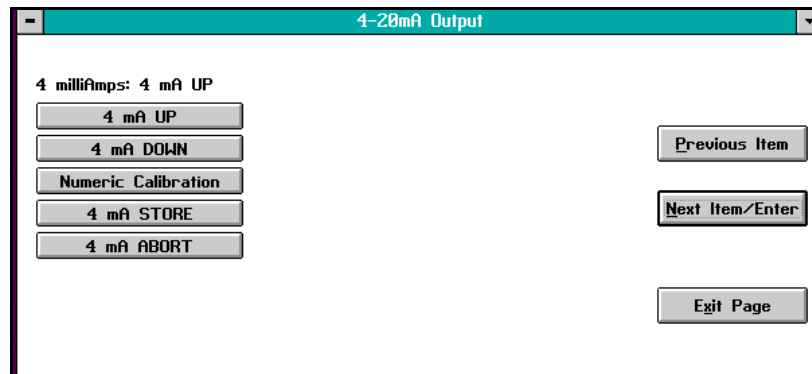 4-20mA Output
4 milliAmps: 4 mA UP
4 mA UP
4 mA DOWN
Numeric Calibration
4 mA STORE
4 mA ABORT
Previous Item
Next Item/Enter
Exit Page